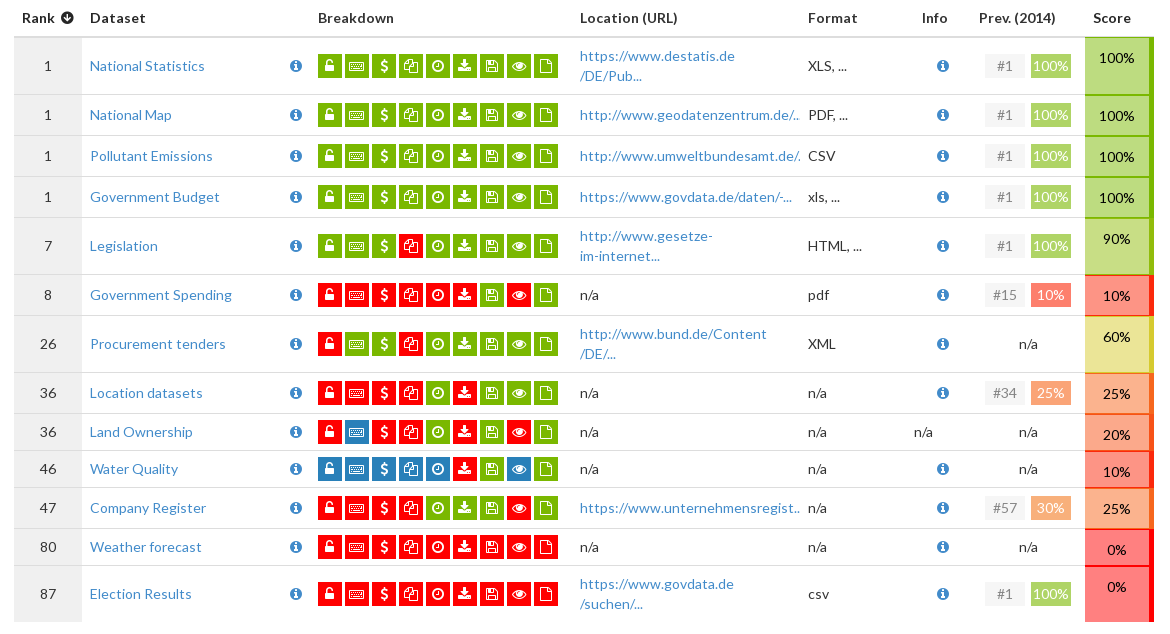 Rank Dataset Breakdown Location (URL) Format Info Prev. (2014) Score
1 National Statistics $ https://www.destatis.de XLS, ... #1 100% 100%
/DE/Pub...
1 National Map $ http://www.geodatenzentrum.de/.. PDF, ... #1 100% 100%
1 Pollutant Emissions $ http://www.umweltbundesamt.de/. CSV #1 100% 100%
1 Government Budget $ https://www.govdata.de/daten/-... xls, ... #1 100% 100%
7 Legislation $ http://www.gesetze- HTML, ... #1 100% 90%
im-internet...
8 Government Spending $ n/a pdf #15 10% 10%
26 Procurement tenders $ http://www.bund.de/Content XML n/a 60%
/DE/...
36 Location datasets $ n/a n/a #34 25% 25%
36 Land Ownership $ n/a n/a n/a n/a 20%
46 Water Quality $ n/a n/a n/a 10%
47 Company Register $ https://www.unternehmensregist.. n/a #57 30% 25%
80 Weather forecast $ n/a n/a n/a 0%
87 Election Results $ https://www.govdata.de csv #1 100% 0%
/suchen/...